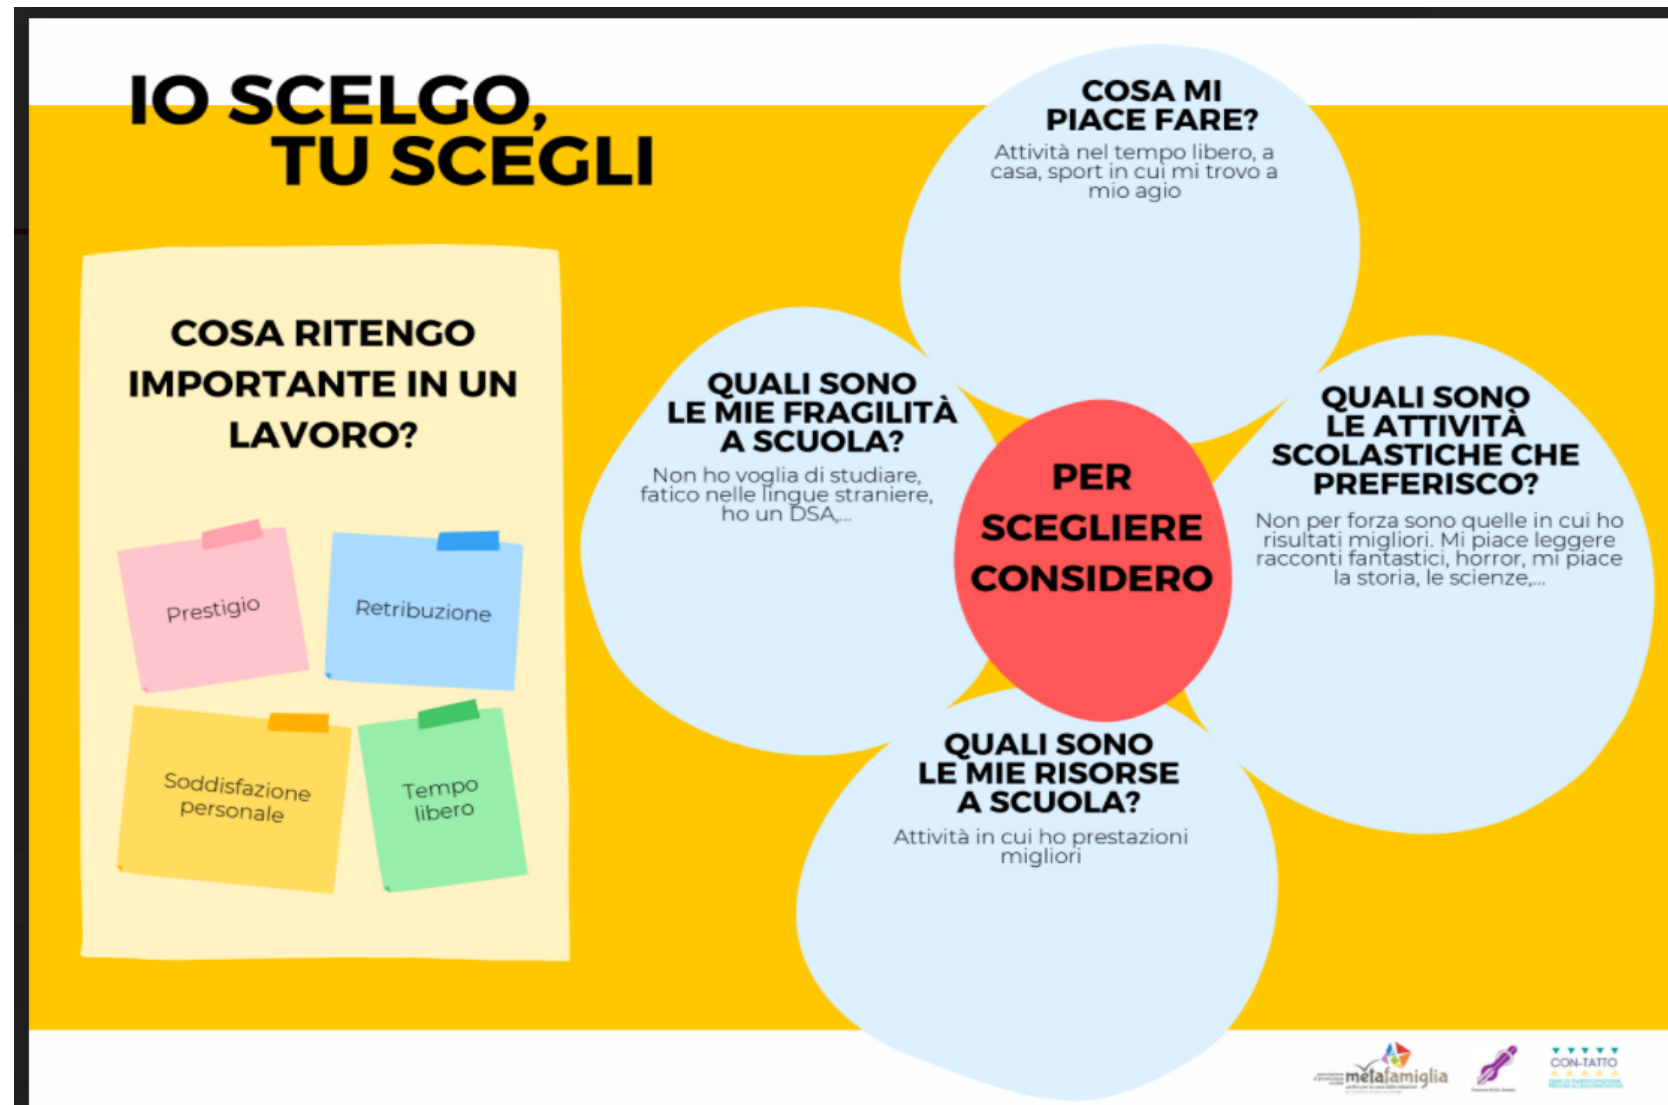 IO SCELGO,
TU SCEGLI
COSA RITENGO
IMPORTANTE IN UN
LAVORO?
Prestigio
Retribuzione
Soddisfazione
personale
Tempo
libero
COSA MI
PIACE FARE?
Attività nel tempo libero, a
casa, sport in cui mi trovo a
mio agio
QUALI SONO
LE MIE FRAGILITÀ
A SCUOLA?
Non ho voglia di studiare,
fatico nelle lingue straniere,
ho un DSA,...
PER
SCEGLIERE
CONSIDERO
QUALI SONO
LE ATTIVITÀ
SCOLASTICHE CHE
PREFERISCO?
Non per forza sono quelle in cui ho
risultati migliori. Mi piace leggere
racconti fantastici, horror, mi piace
la storia, le scienze,...
QUALI SONO
LE MIE RISORSE
A SCUOLA?
Attività in cui ho prestazioni
migliori
metafamiglia
CON-TATTO